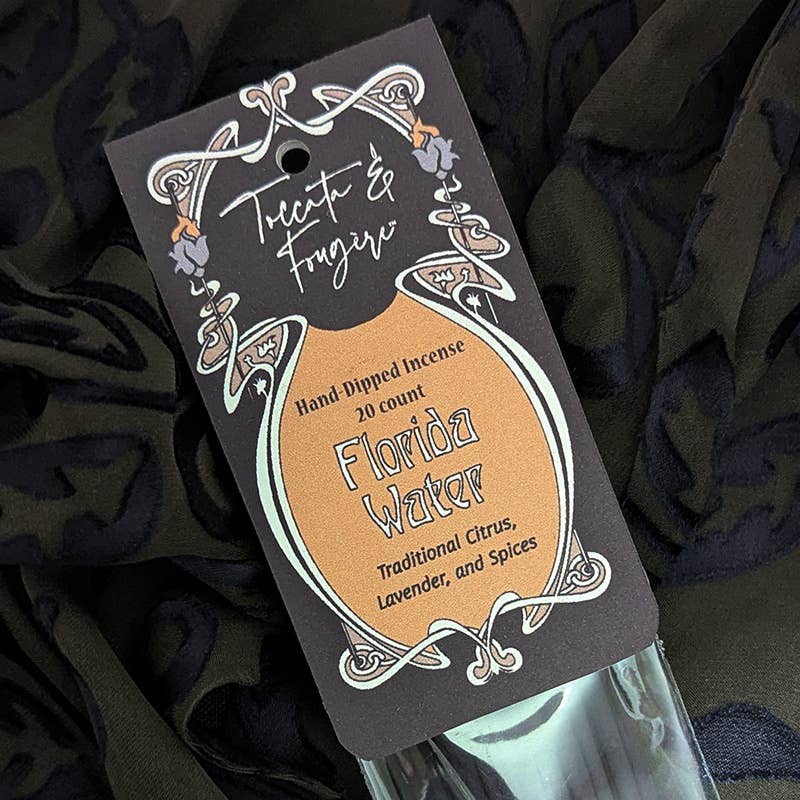 Toccata &
Fougère™
Hand-Dipped Incense
20 count
Florida
Water
Traditional Citrus,
Lavender, and Spices